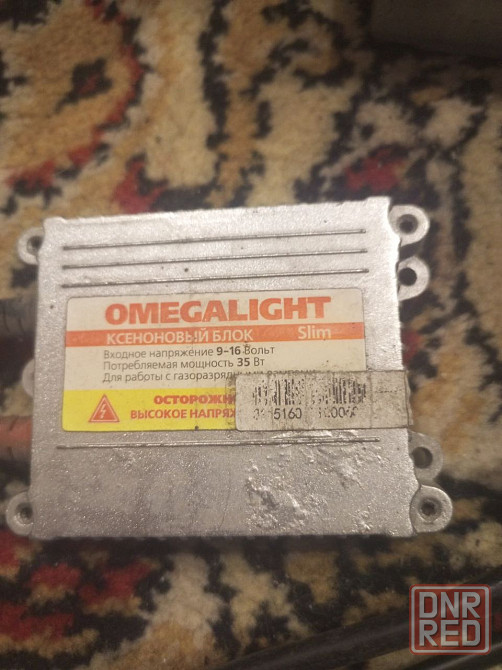 OMEGALIGHT
КСЕНОНОВЫЙ БЛОК Slim
Входное напряжение 9-16 Вольт
Потребляемая мощность 35 Вт
Для работы с газоразрядными
ОСТОРОЖНО
ВЫСОКОЕ НАПРЯЖ
DNR
RED